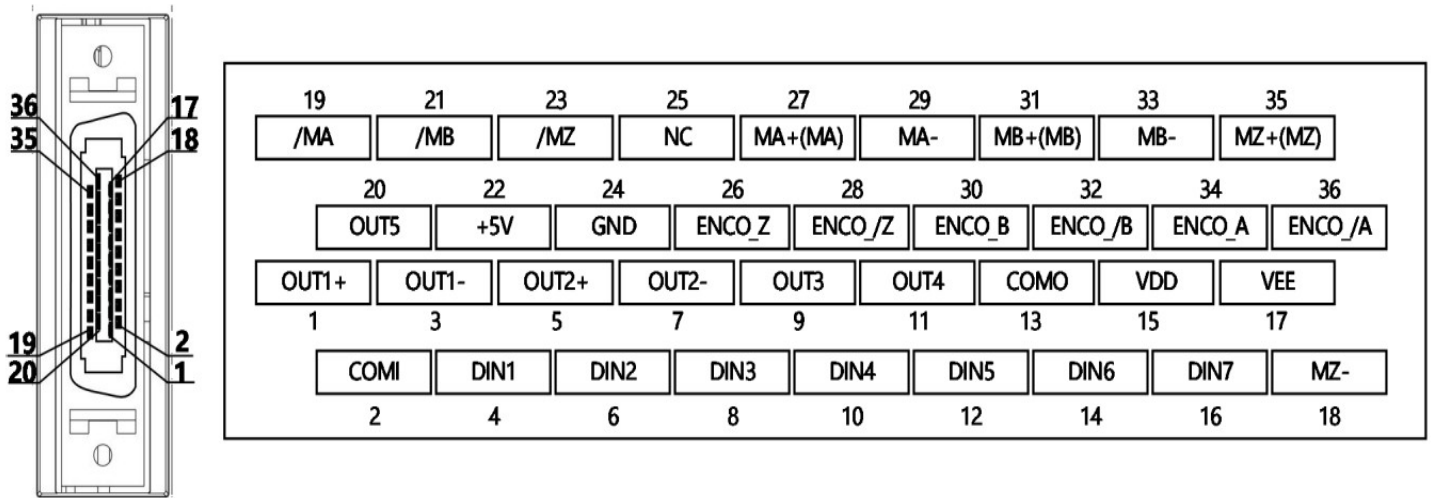 36 17
35 18
19 2
20 1
19 21 23 25 27 29 31 33 35
/MA /MB /MZ NC MA+(MA) MA- MB+(MB) MB- MZ+(MZ)
20 22 24 26 28 30 32 34 36
OUT5 +5V GND ENCO_Z ENCO_/Z ENCO_B ENCO_/B ENCO_A ENCO_/A
OUT1+ OUT1- OUT2+ OUT2- OUT3 OUT4 COMO VDD VEE
1 3 5 7 9 11 13 15 17
COMI DIN1 DIN2 DIN3 DIN4 DIN5 DIN6 DIN7 MZ-
2 4 6 8 10 12 14 16 18